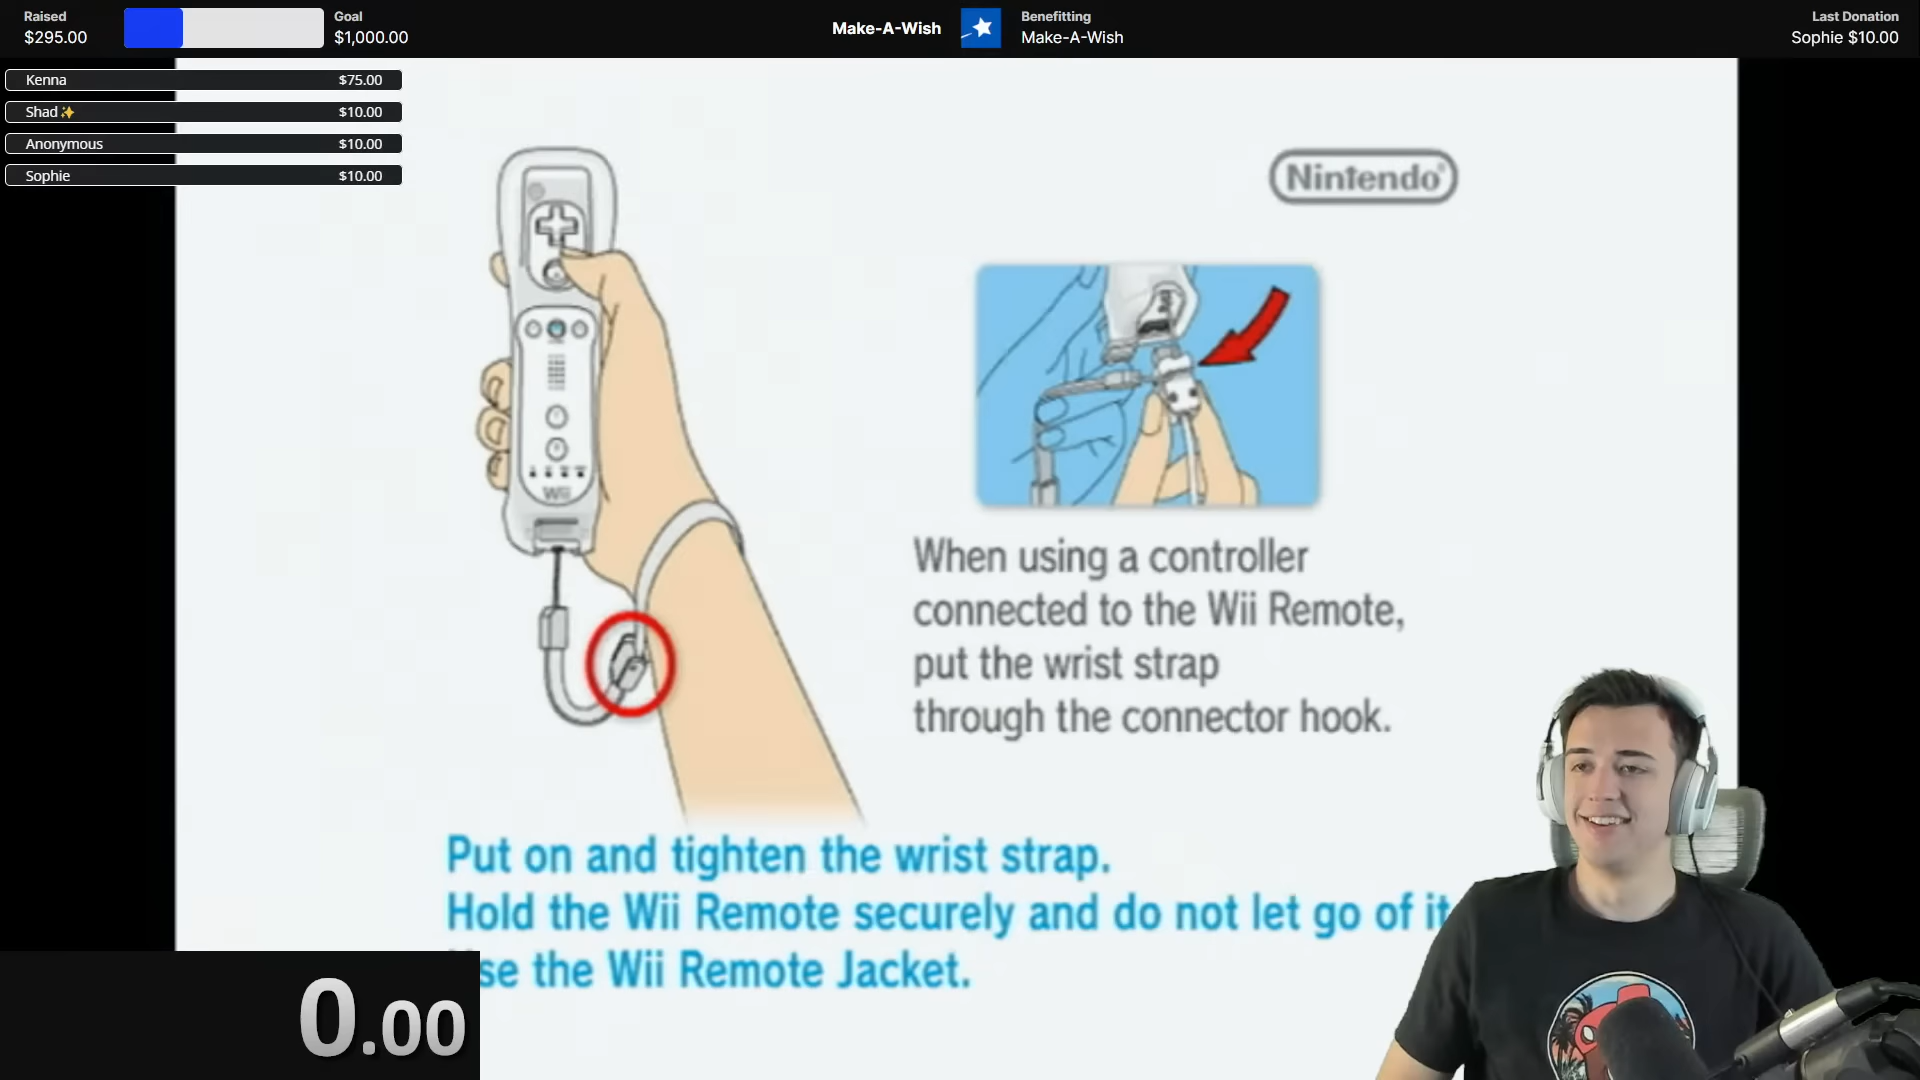 Raised
$295.00
Goal
$1,000.00
Make-A-Wish
Benefitting
Make-A-Wish
Last Donation
Sophie $10.00
Kenna $75.00
Shad✨ $10.00
Anonymous $10.00
Sophie $10.00
Nintendo
Wii
When using a controller
connected to the Wii Remote,
put the wrist strap
through the connector hook.
Put on and tighten the wrist strap.
Hold the Wii Remote securely and do not let go of it
se the Wii Remote Jacket.
0.00